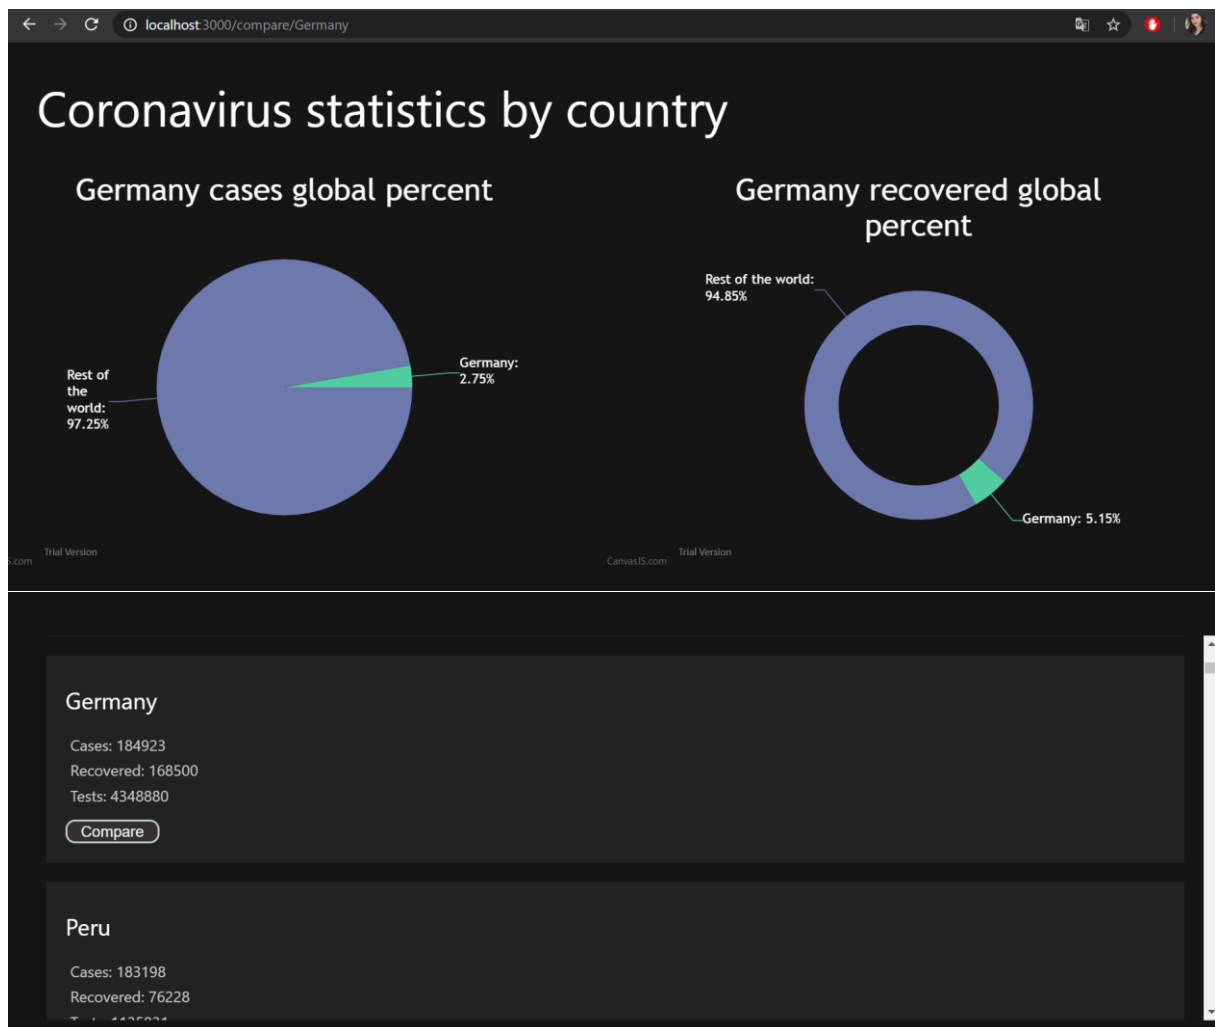 localhost:3000/compare/Germany
Coronavirus statistics by country
Germany cases global percent
Rest of
the
world:
97.25%
Germany:
2.75%
Trial Version
S.com
Germany recovered global
percent
Rest of the world:
94.85%
Germany: 5.15%
Trial Version
CanvasJS.com
Germany
Cases: 184923
Recovered: 168500
Tests: 4348880
Compare
Peru
Cases: 183198
Recovered: 76228